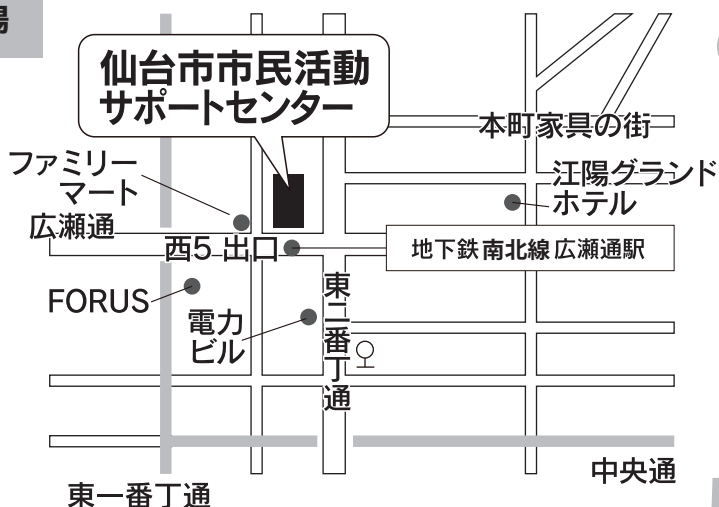 場
仙台市市民活動
サポートセンター
本町家具の街
ファミリー
マート
江陽グランド
ホテル
広瀬通
西5 出口
地下鉄南北線広瀬通駅
FORUS
電力
ビル
東二番丁通
中央通
東一番丁通